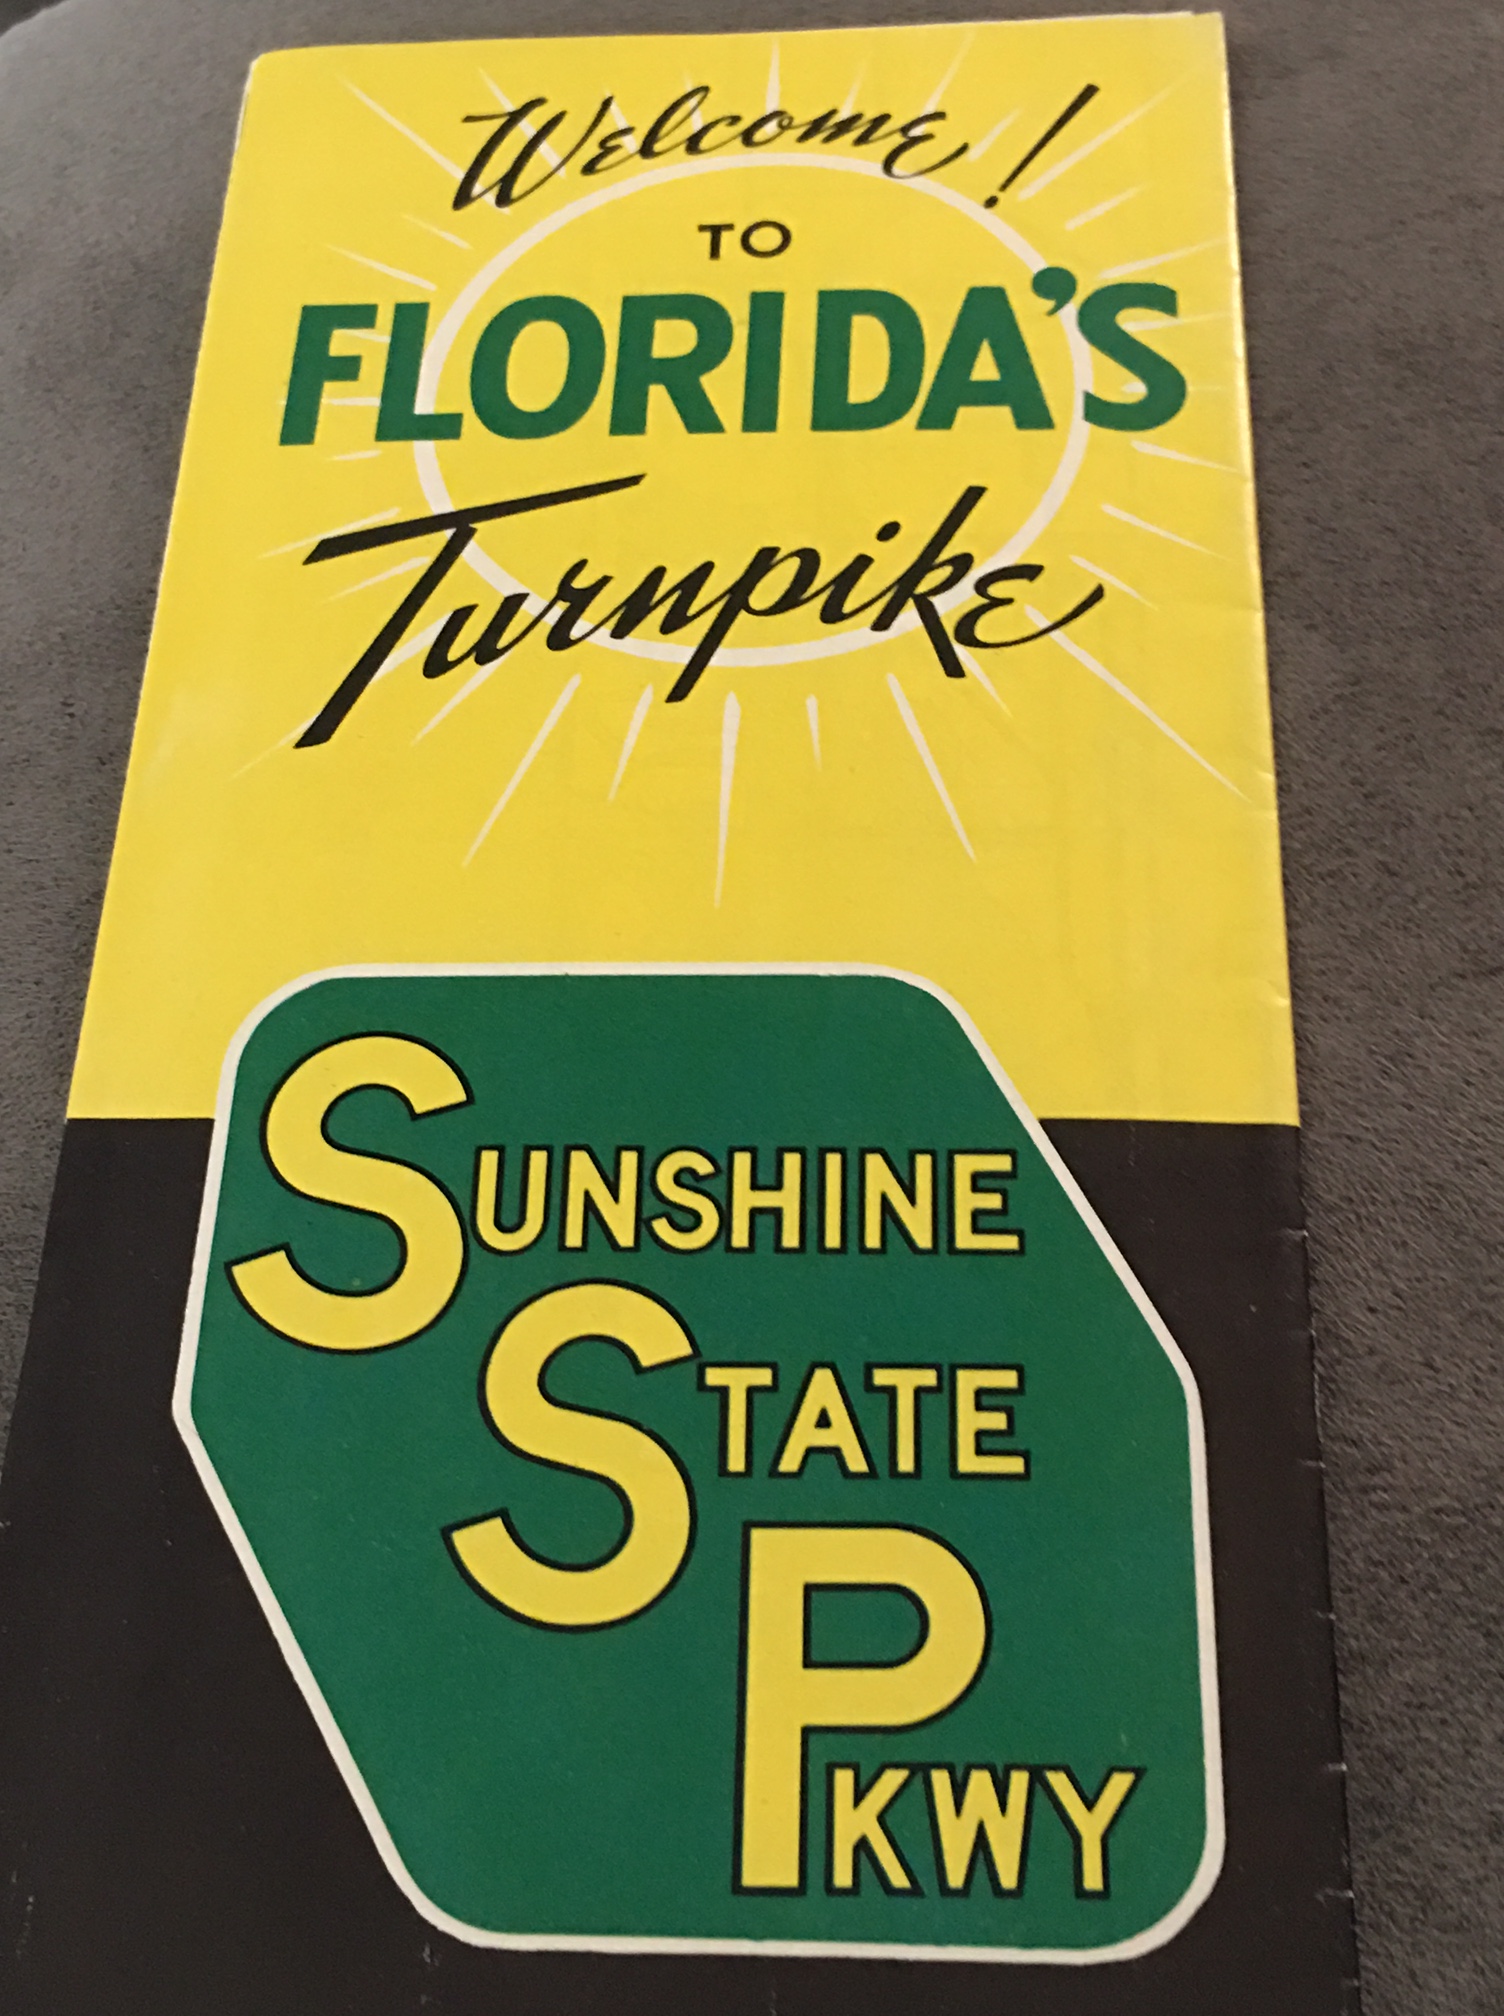 Welcome!
TO
FLORIDA'S
Turnpike
SUNSHINE
STATE
PKWY